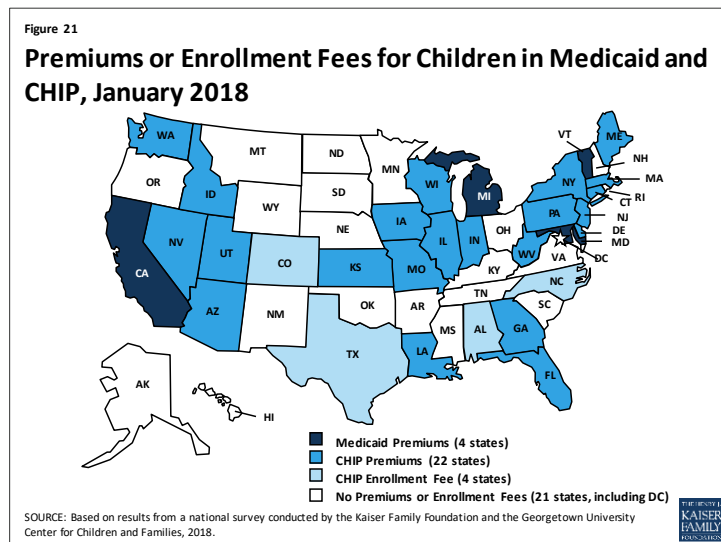 Figure 21
Premiums or Enrollment Fees for Children in Medicaid and
CHIP, January 2018
WA
MT
ND
MN
VT
ME
NH
OR
ID
SD
WI
MI
NY
MA
RI
CT
WY
IA
PA
NJ
NE
OH
DE
MD
NV
UT
IL
IN
WV
CA
CO
KS
MO
VA
DC
KY
NC
AZ
NM
OK
AR
TN
SC
TX
MS
AL
GA
LA
FL
AK
HI
Medicaid Premiums (4 states)
CHIP Premiums (22 states)
CHIP Enrollment Fee (4 states)
No Premiums or Enrollment Fees (21 states, including DC)
SOURCE: Based on results from a national survey conducted by the Kaiser Family Foundation and the Georgetown University
Center for Children and Families, 2018.
THE HENRY J.
KAISER
FAMILY
FOUNDATION